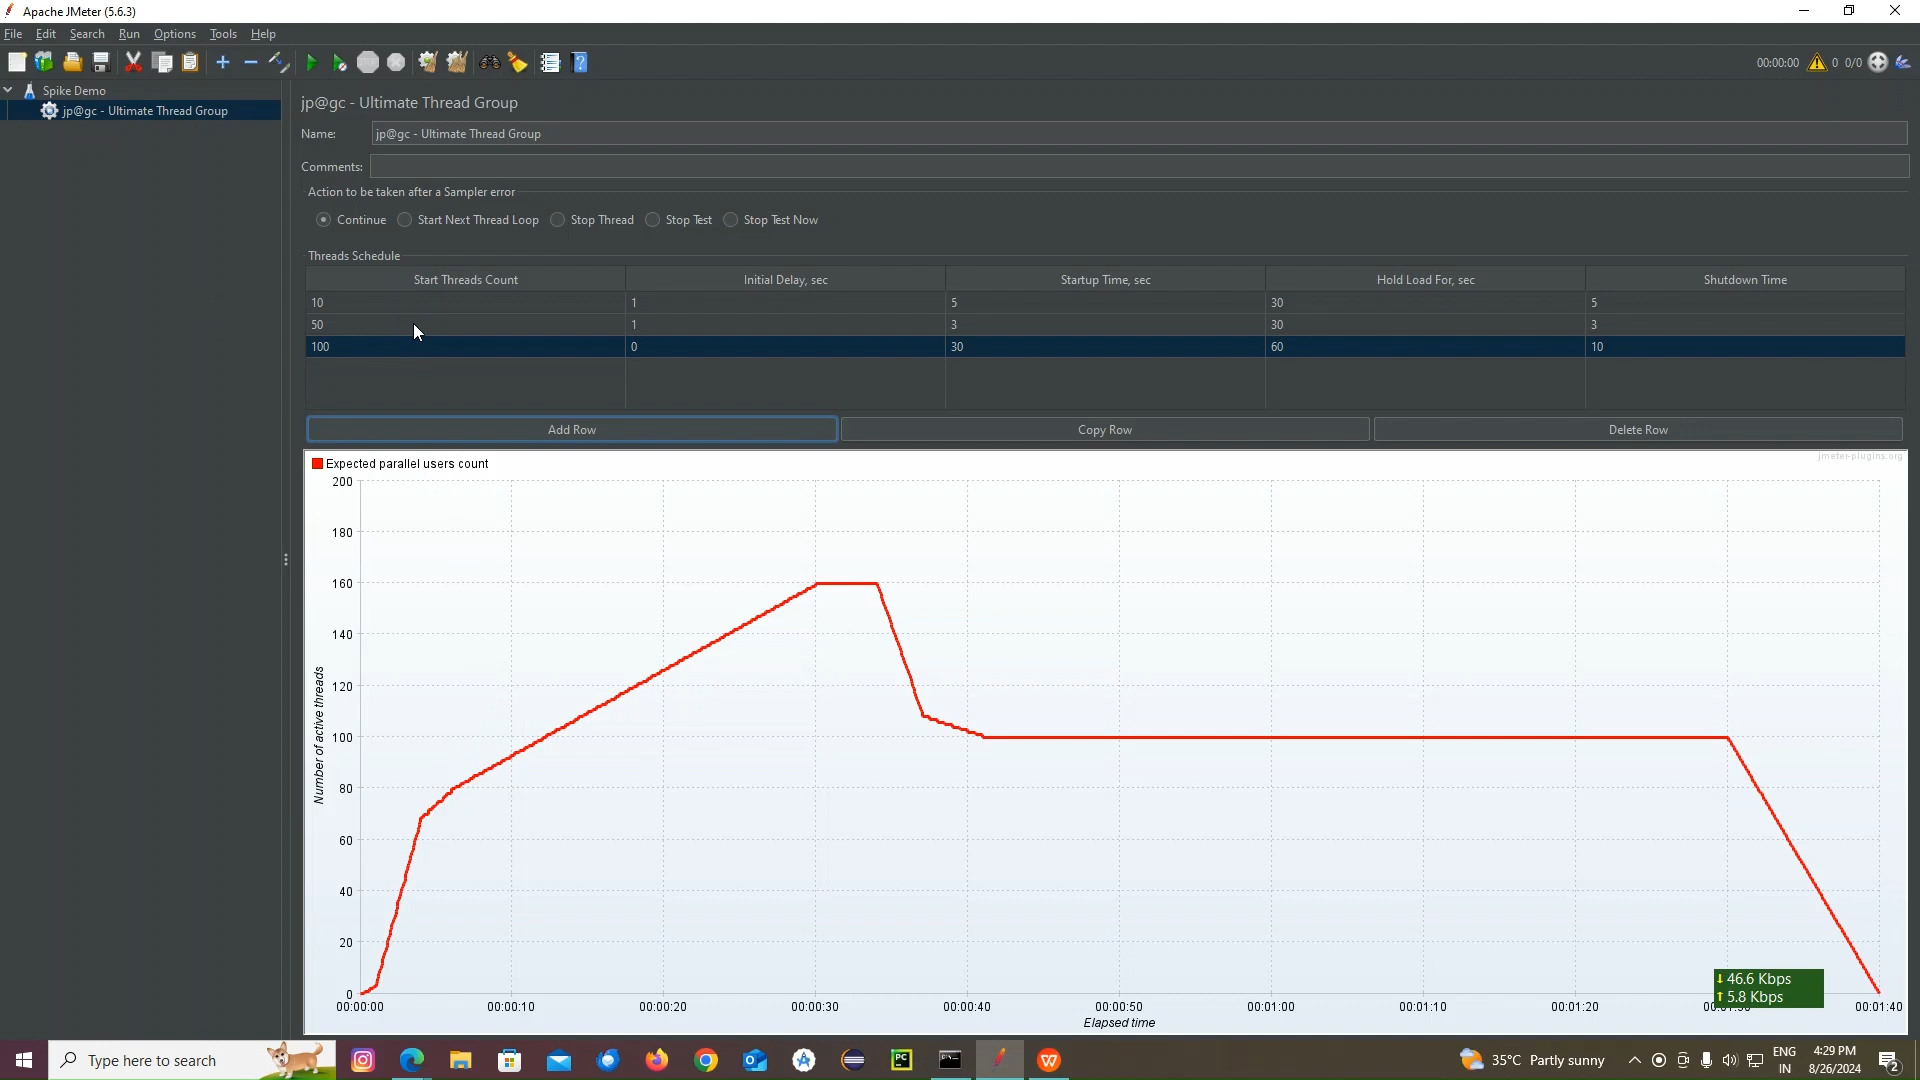 Apache JMeter (5.6.3)
File Edit Search Run Options Tools Help
00:00:00 0 0/0
Spike Demo
jp@gc - Ultimate Thread Group
jp@gc - Ultimate Thread Group
Name: jp@gc - Ultimate Thread Group
Comments:
Action to be taken after a Sampler error
Continue Start Next Thread Loop Stop Thread Stop Test Stop Test Now
Threads Schedule
Start Threads Count Initial Delay, sec Startup Time, sec Hold Load For, sec Shutdown Time
10 1 5 30 5
50 1 3 30 3
100 0 30 60 10
Add Row Copy Row Delete Row
Expected parallel users count
jmeter-plugins.org
200
180
160
140
120
100
80
60
40
20
0
Number of active threads
00:00:00 00:00:10 00:00:20 00:00:30 00:00:40 00:00:50 00:01:00 00:01:10 00:01:20 00:01:40
Elapsed time
↓ 46.6 Kbps
↑ 5.8 Kbps
Type here to search
PC
35°C Partly sunny
ENG
IN
4:29 PM
8/26/2024
2